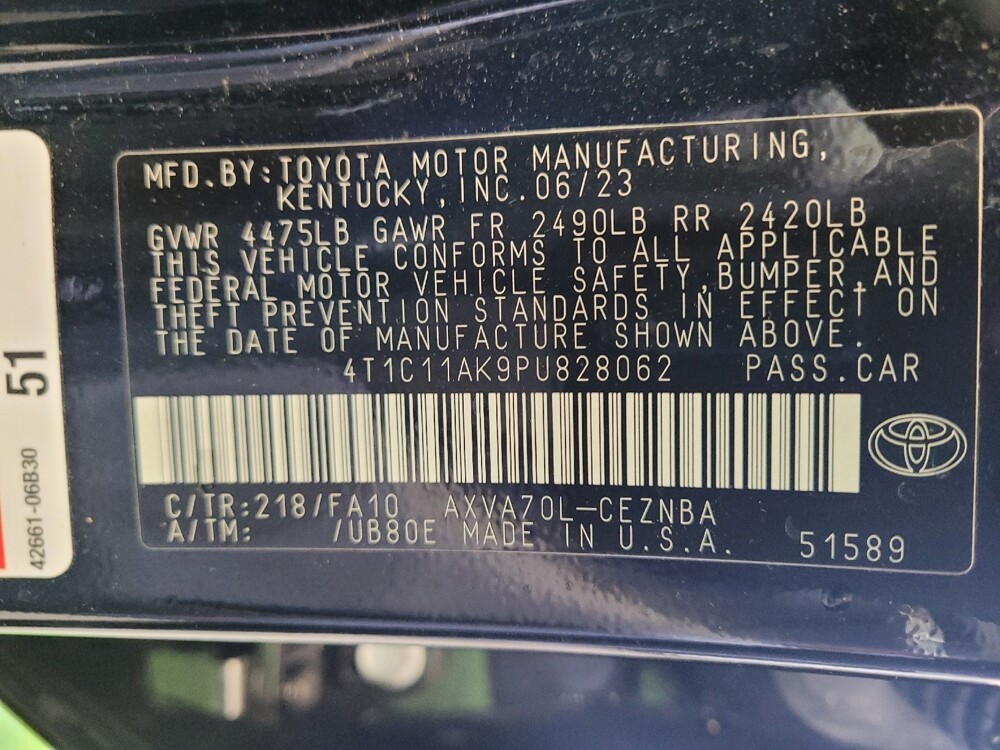 MFD.BY:TOYOTA MOTOR MANUFACTURING,
KENTUCKY,INC.06/23
GVWR 4475LB GAWR FR 2490LB RR 2420LB
THIS VEHICLE CONFORMS TO ALL APPLICABLE
FEDERAL MOTOR VEHICLE SAFETY,BUMPER,AND
THEFT PREVENTION STANDARDS IN EFFECT ON
THE DATE OF MANUFACTURE SHOWN ABOVE.
4T1C11AK9PU828062 PASS.CAR
C/TR:218/FA10 AXVA70L-CEZNBA
A/TM: /UB80E MADE IN U.S.A. 51589
51
42661-06B30